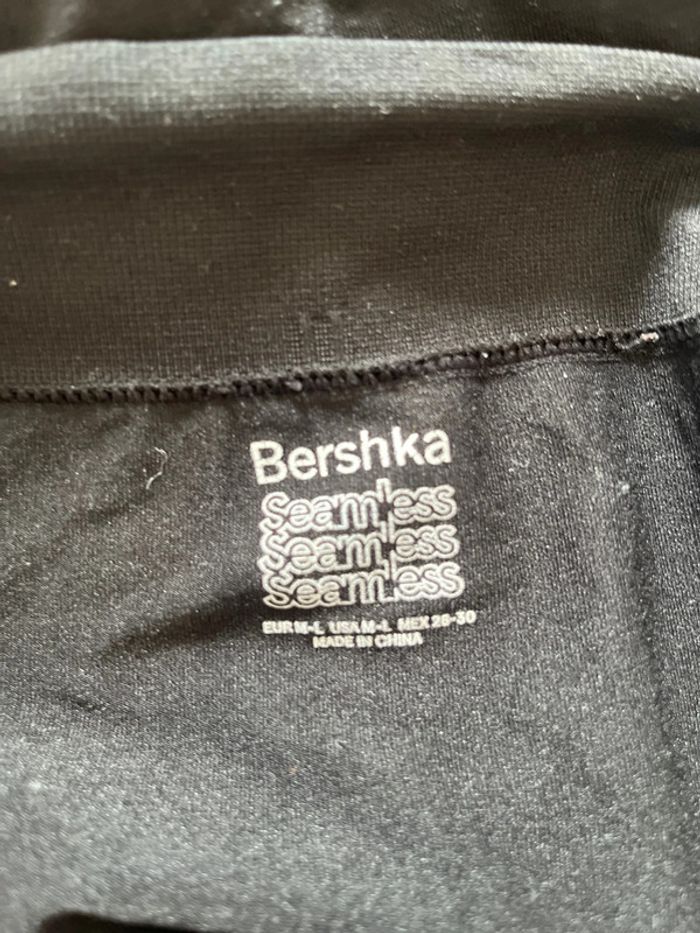 Bershka
Seamless
Seamless
Seamless
EUR M-L USA M-L MEX 28-30
MADE IN CHINA